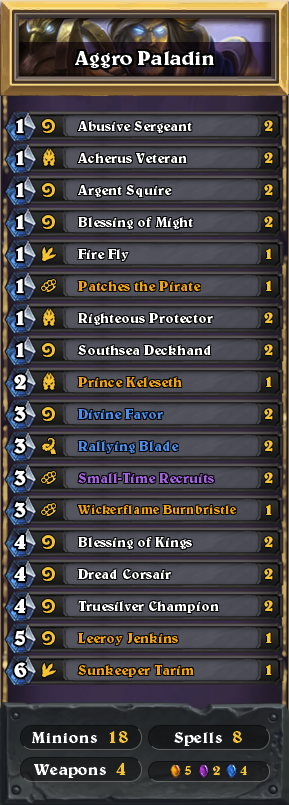 Aggro Paladin
1 Abusive Sergeant 2
1 Acherus Veteran 2
1 Argent Squire 2
1 Blessing of Might 2
1 Fire Fly 1
1 Patches the Pirate 1
1 Righteous Protector 2
1 Southsea Deckhand 2
2 Prince Keleseth 1
3 Divine Favor 2
3 Rallying Blade 2
3 Small-Time Recruits 2
3 Wickerflame Burnbristle 1
4 Blessing of Kings 2
4 Dread Corsair 2
4 Truesilver Champion 2
5 Leeroy Jenkins 1
6 Sunkeeper Tarim 1
Minions 18 Spells 8
Weapons 4 5 2 4